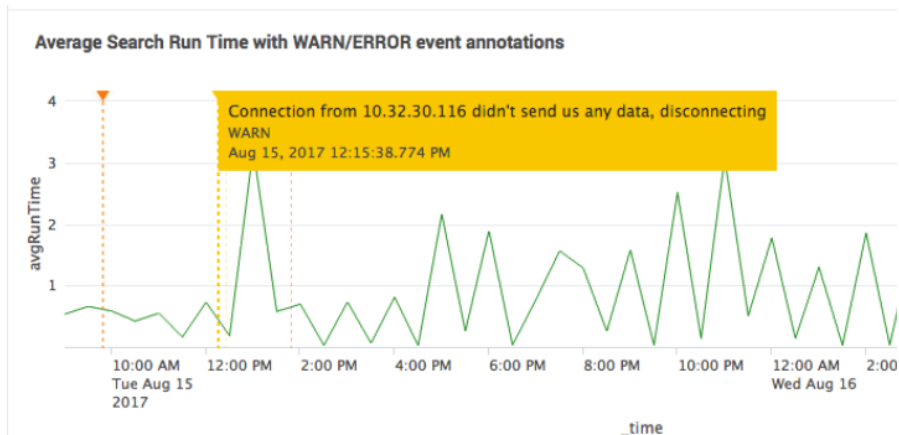 Average Search Run Time with WARN/ERROR event annotations
Connection from 10.32.30.116 didn't send us any data, disconnecting
WARN
Aug 15, 2017 12:15:38.774 PM
4
3
2
1
avgRunTime
10:00 AM 12:00 PM 2:00 PM 4:00 PM 6:00 PM 8:00 PM 10:00 PM 12:00 AM 2:00
Tue Aug 15 Wed Aug 16
2017
_time